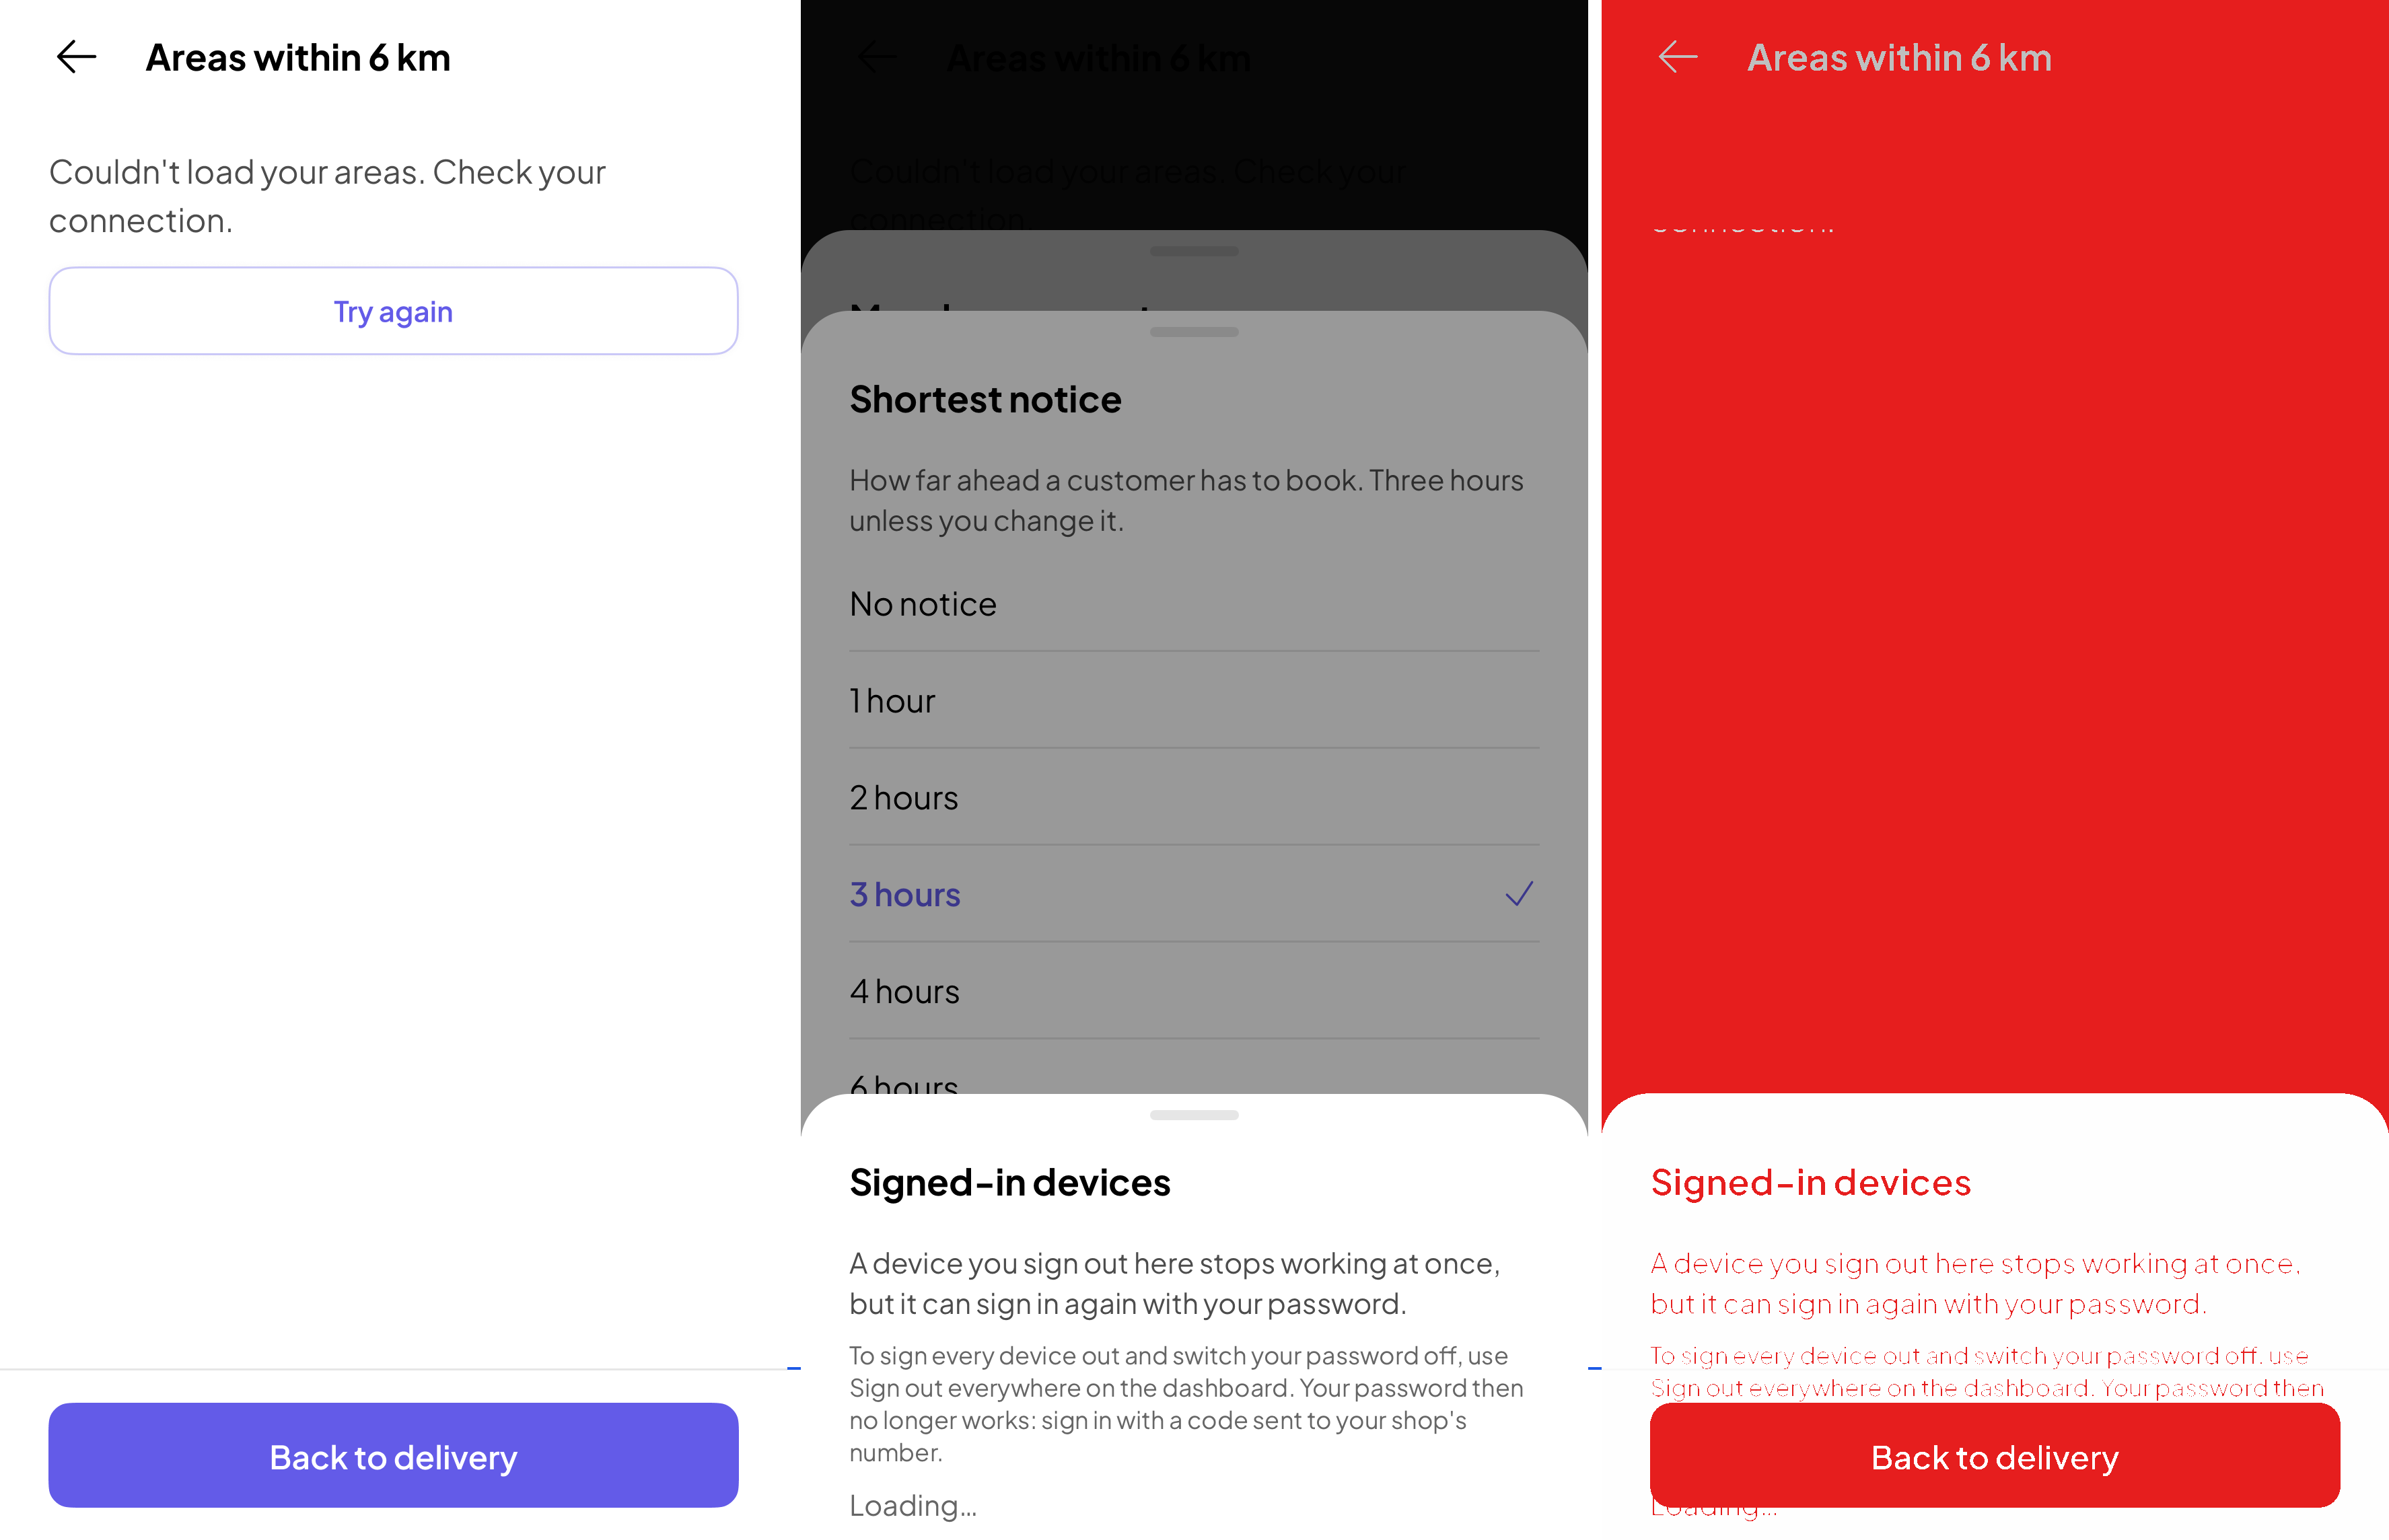 Areas within 6 km
Couldn't load your areas. Check your
connection.
Try again
Back to delivery
Areas within 6 km
Couldn't load your areas. Check your
connection.
Shortest notice
How far ahead a customer has to book. Three hours
unless you change it.
No notice
1 hour
2 hours
3 hours
4 hours
6 hours
Signed-in devices
A device you sign out here stops working at once,
but it can sign in again with your password.
To sign every device out and switch your password off, use
Sign out everywhere on the dashboard. Your password then
no longer works: sign in with a code sent to your shop's
number.
Loading...
Areas within 6 km
connection.
Signed-in devices
A device you sign out here stops working at once,
but it can sign in again with your password.
To sign every device out and switch your password off, use
Sign out everywhere on the dashboard. Your password then
Back to delivery
Loading...